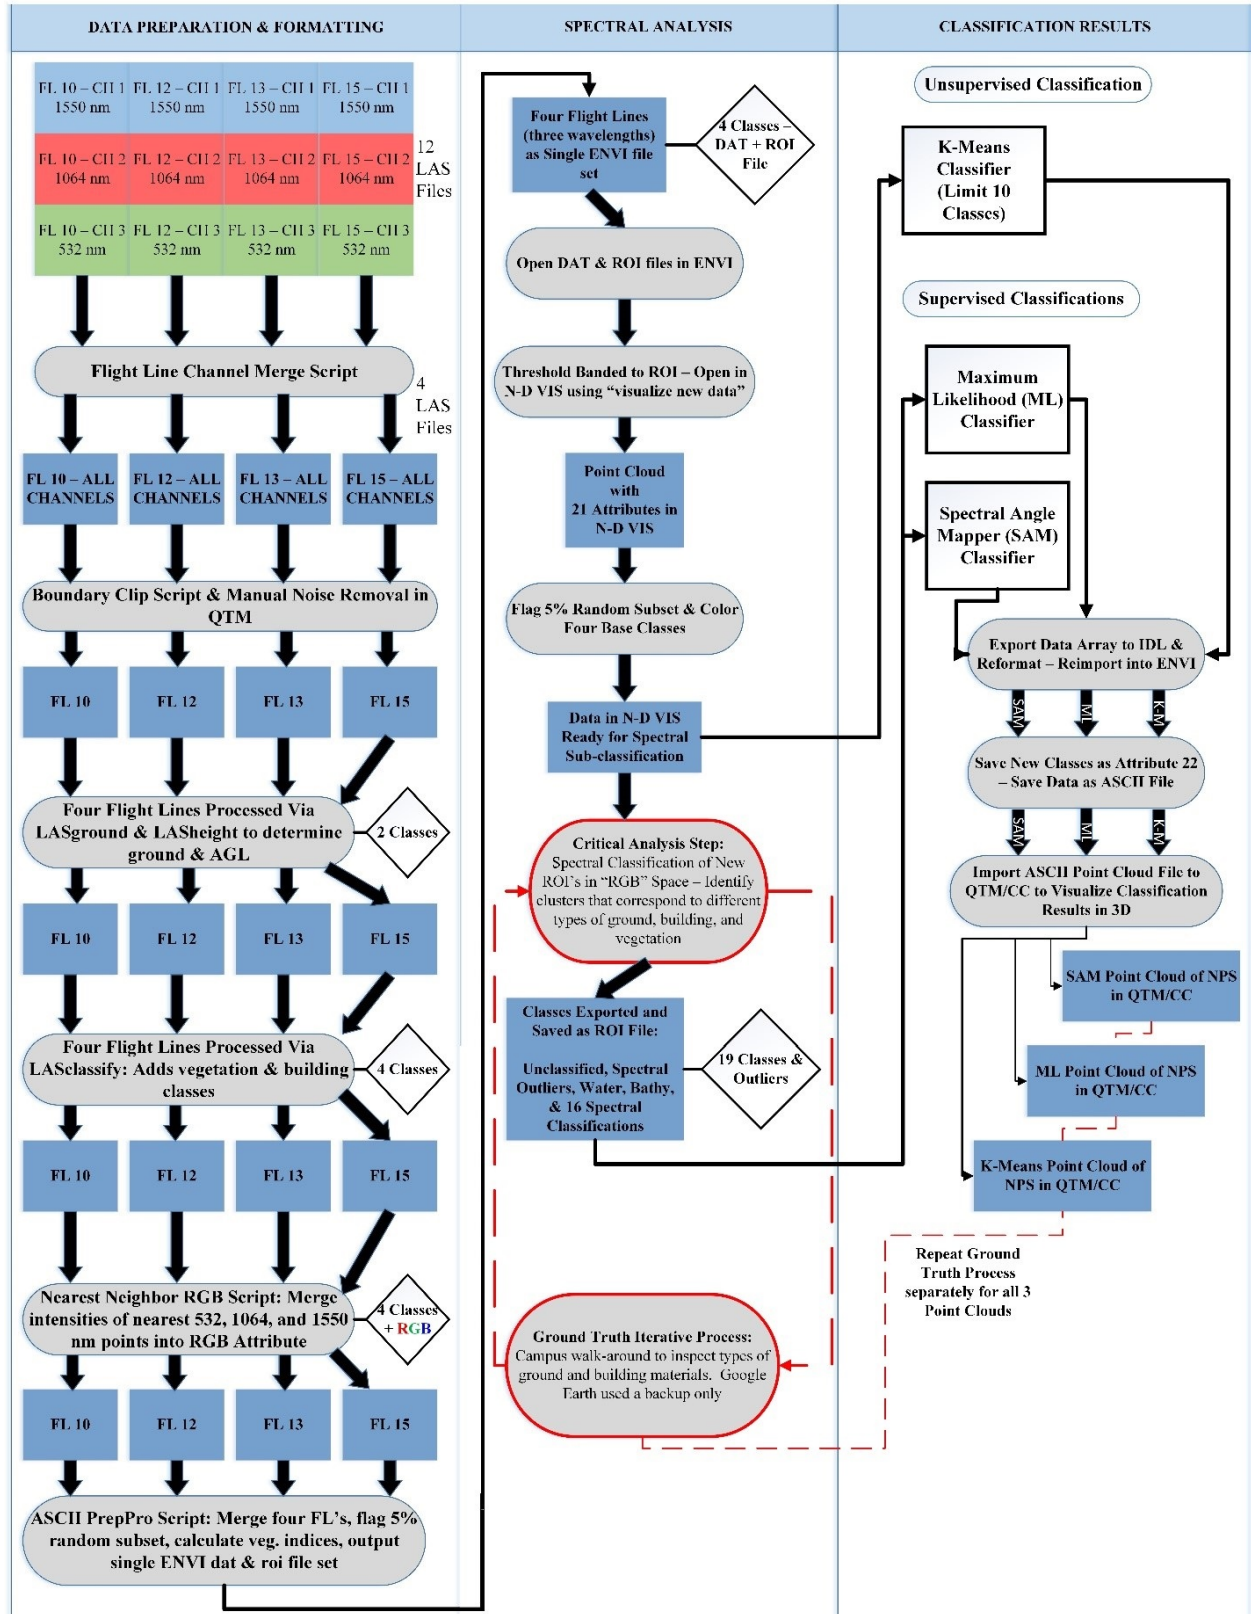 DATA PREPARATION & FORMATTING
SPECTRAL ANALYSIS
CLASSIFICATION RESULTS
FL 10 – CH 1
1550 nm
FL 12 – CH 1
1550 nm
FL 13 – CH 1
1550 nm
FL 15 – CH 1
1550 nm
FL 10 – CH 2
1064 nm
FL 12 – CH 2
1064 nm
FL 13 – CH 2
1064 nm
FL 15 – CH 2
1064 nm
FL 10 – CH 3
532 nm
FL 12 – CH 3
532 nm
FL 13 – CH 3
532 nm
FL 15 – CH 3
532 nm
12
LAS
Files
Flight Line Channel Merge Script
4
LAS
Files
FL 10 – ALL
CHANNELS
FL 12 – ALL
CHANNELS
FL 13 – ALL
CHANNELS
FL 15 – ALL
CHANNELS
Boundary Clip Script & Manual Noise Removal in
QTM
FL 10
FL 12
FL 13
FL 15
Four Flight Lines Processed Via
LASground & LASheight to determine
ground & AGL
2 Classes
FL 10
FL 12
FL 13
FL 15
Four Flight Lines Processed Via
LASclassify: Adds vegetation & building
classes
4 Classes
FL 10
FL 12
FL 13
FL 15
Nearest Neighbor RGB Script: Merge
intensities of nearest 532, 1064, and 1550
nm points into RGB Attribute
4 Classes
+ RGB
FL 10
FL 12
FL 13
FL 15
ASCII PrepPro Script: Merge four FL's, flag 5%
random subset, calculate veg. indices, output
single ENVI dat & roi file set
Four Flight Lines
(three wavelengths)
as Single ENVI file
set
4 Classes –
DAT + ROI
File
Open DAT & ROI files in ENVI
Threshold Banded to ROI – Open in
N-D VIS using “visualize new data”
Point Cloud
with
21 Attributes in
N-D VIS
Flag 5% Random Subset & Color
Four Base Classes
Data in N-D VIS
Ready for Spectral
Sub-classification
Critical Analysis Step:
Spectral Classification of New
ROI's in “RGB” Space – Identify
clusters that correspond to different
types of ground, building, and
vegetation
Classes Exported and
Saved as ROI File:
Unclassified, Spectral
Outliers, Water, Bathy,
& 16 Spectral
Classifications
19 Classes &
Outliers
Ground Truth Iterative Process:
Campus walk-around to inspect types of
ground and building materials. Google
Earth used a backup only
Unsupervised Classification
K-Means
Classifier
(Limit 10
Classes)
Supervised Classifications
Maximum
Likelihood (ML)
Classifier
Spectral Angle
Mapper (SAM)
Classifier
Export Data Array to IDL &
Reformat – Reimport into ENVI
SAM
ML
K-M
Save New Classes as Attribute 22
– Save Data as ASCII File
SAM
ML
K-M
Import ASCII Point Cloud File to
QTM/CC to Visualize Classification
Results in 3D
SAM Point Cloud of NPS
in QTM/CC
ML Point Cloud of NPS
in QTM/CC
K-Means Point Cloud of
NPS in QTM/CC
Repeat Ground
Truth Process
separately for all 3
Point Clouds